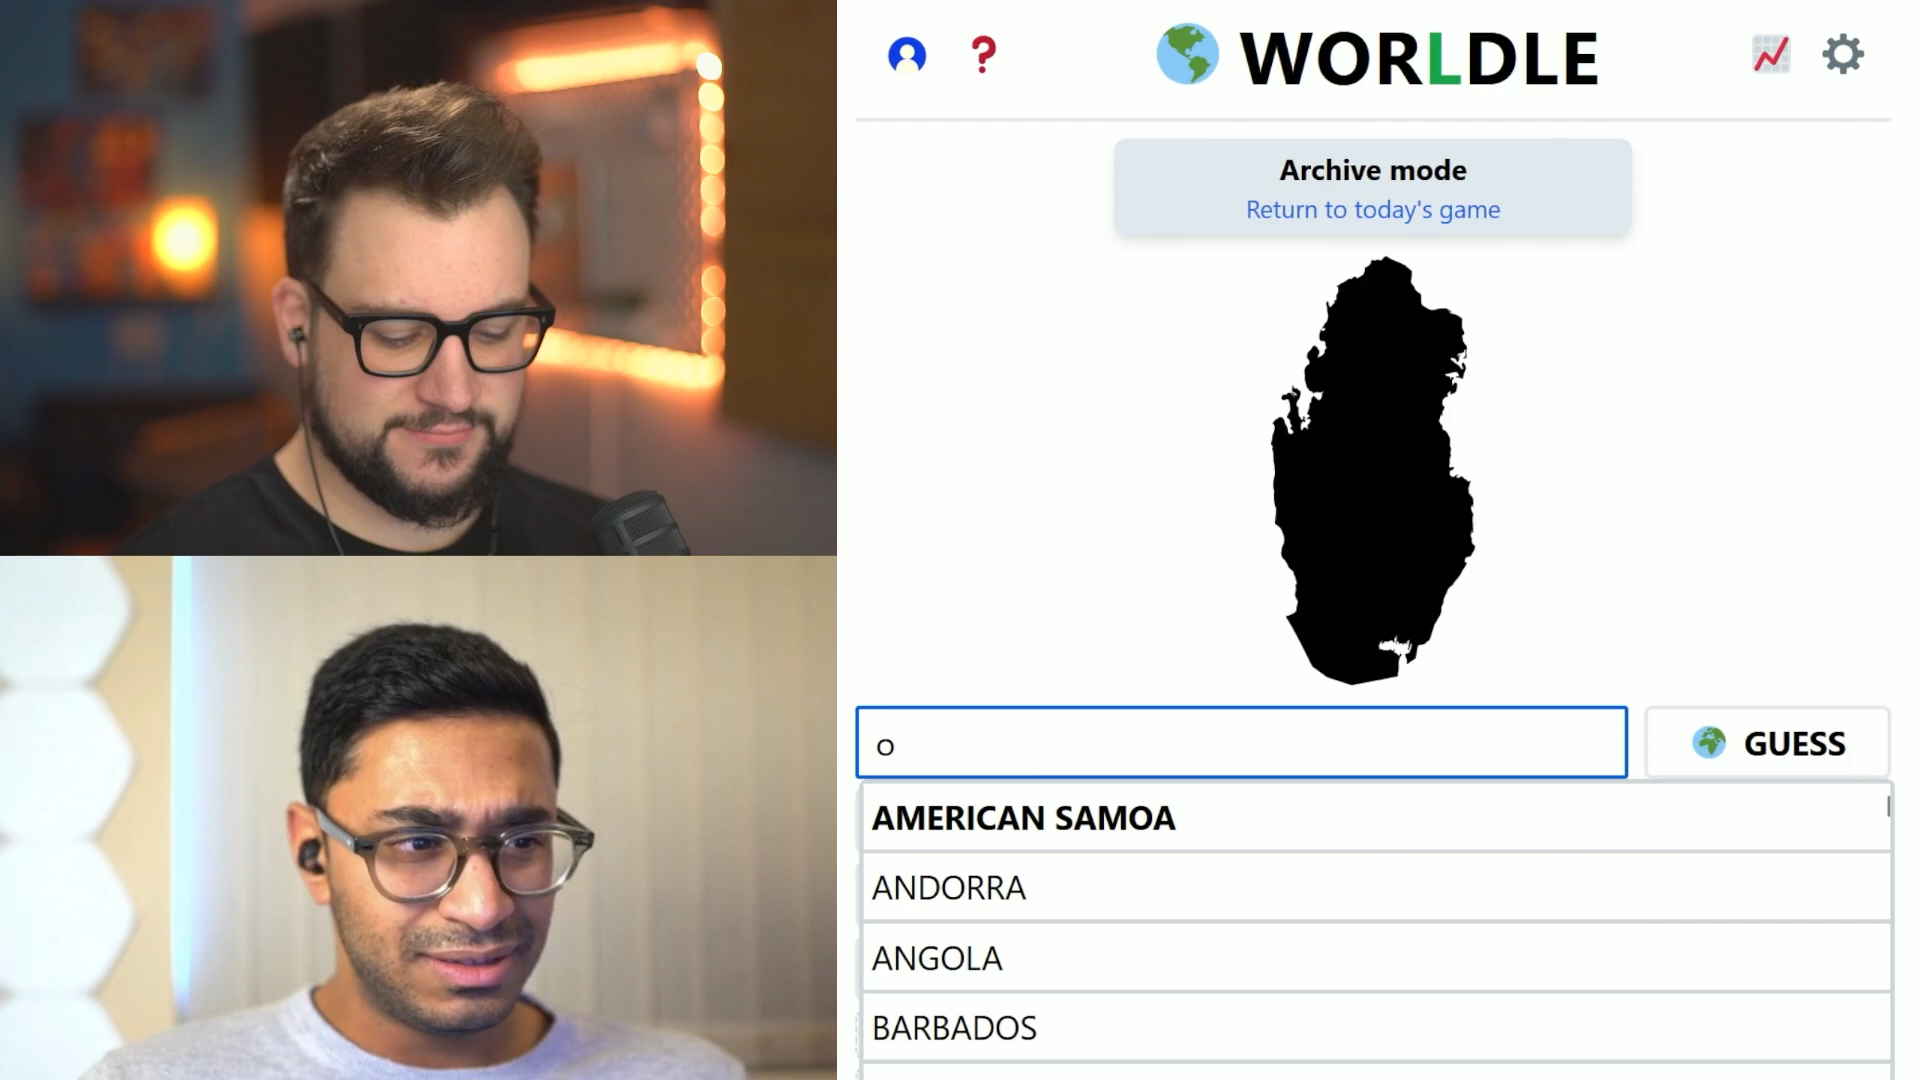 ? WORLDLE
Archive mode
Return to today's game
o
GUESS
AMERICAN SAMOA
ANDORRA
ANGOLA
BARBADOS